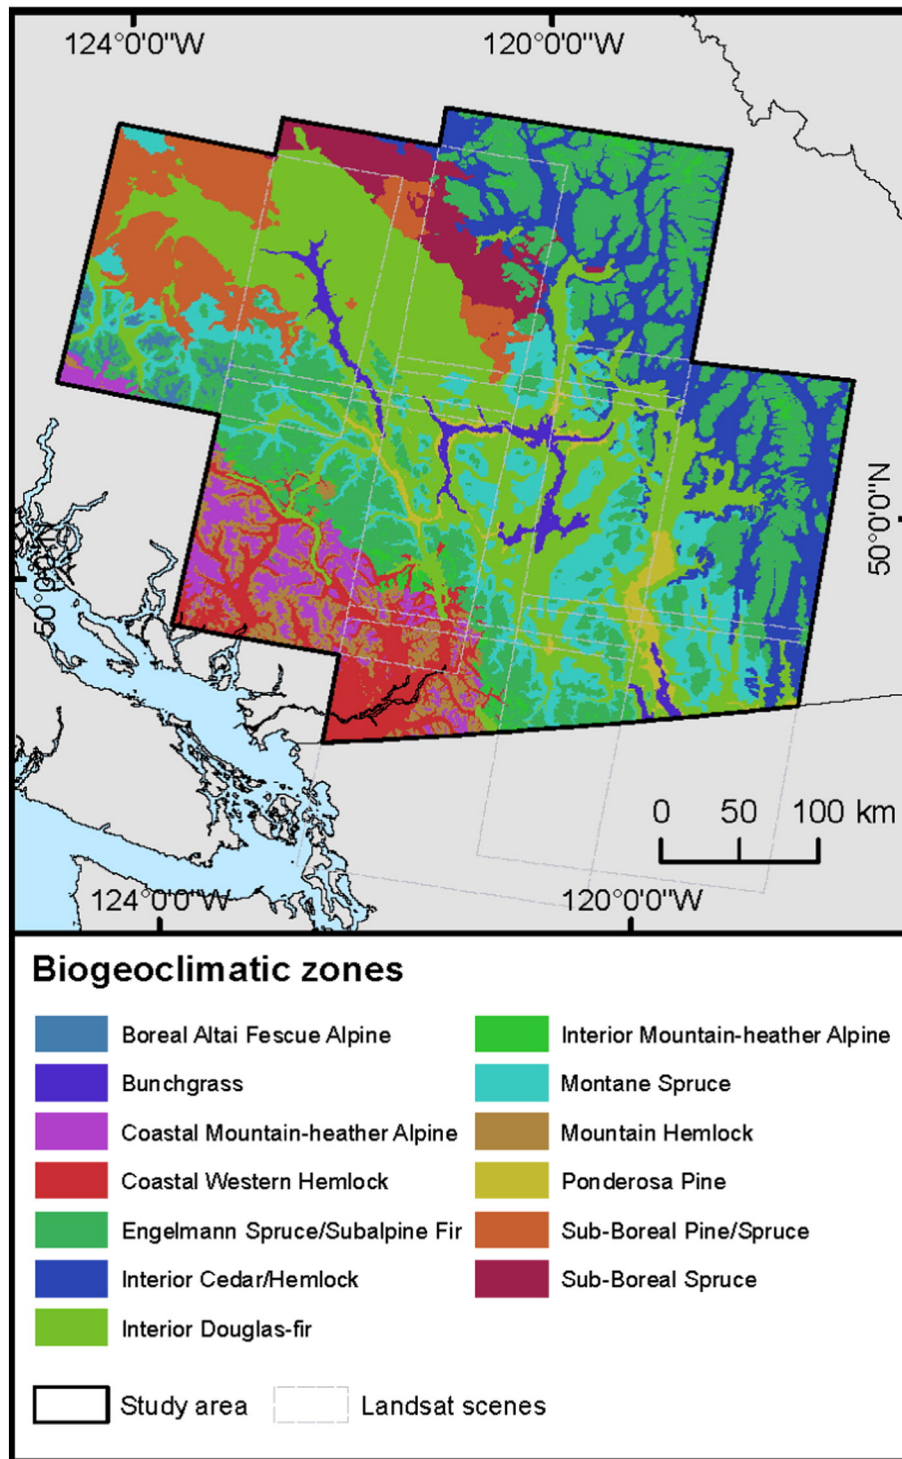 124°0'0"W 120°0'0"W
50°0'0"N
0 50 100 km
124°0'0"W 120°0'0"W
Biogeoclimatic zones
Boreal Altai Fescue Alpine
Bunchgrass
Coastal Mountain-heather Alpine
Coastal Western Hemlock
Engelmann Spruce/Subalpine Fir
Interior Cedar/Hemlock
Interior Douglas-fir
Interior Mountain-heather Alpine
Montane Spruce
Mountain Hemlock
Ponderosa Pine
Sub-Boreal Pine/Spruce
Sub-Boreal Spruce
Study area
Landsat scenes